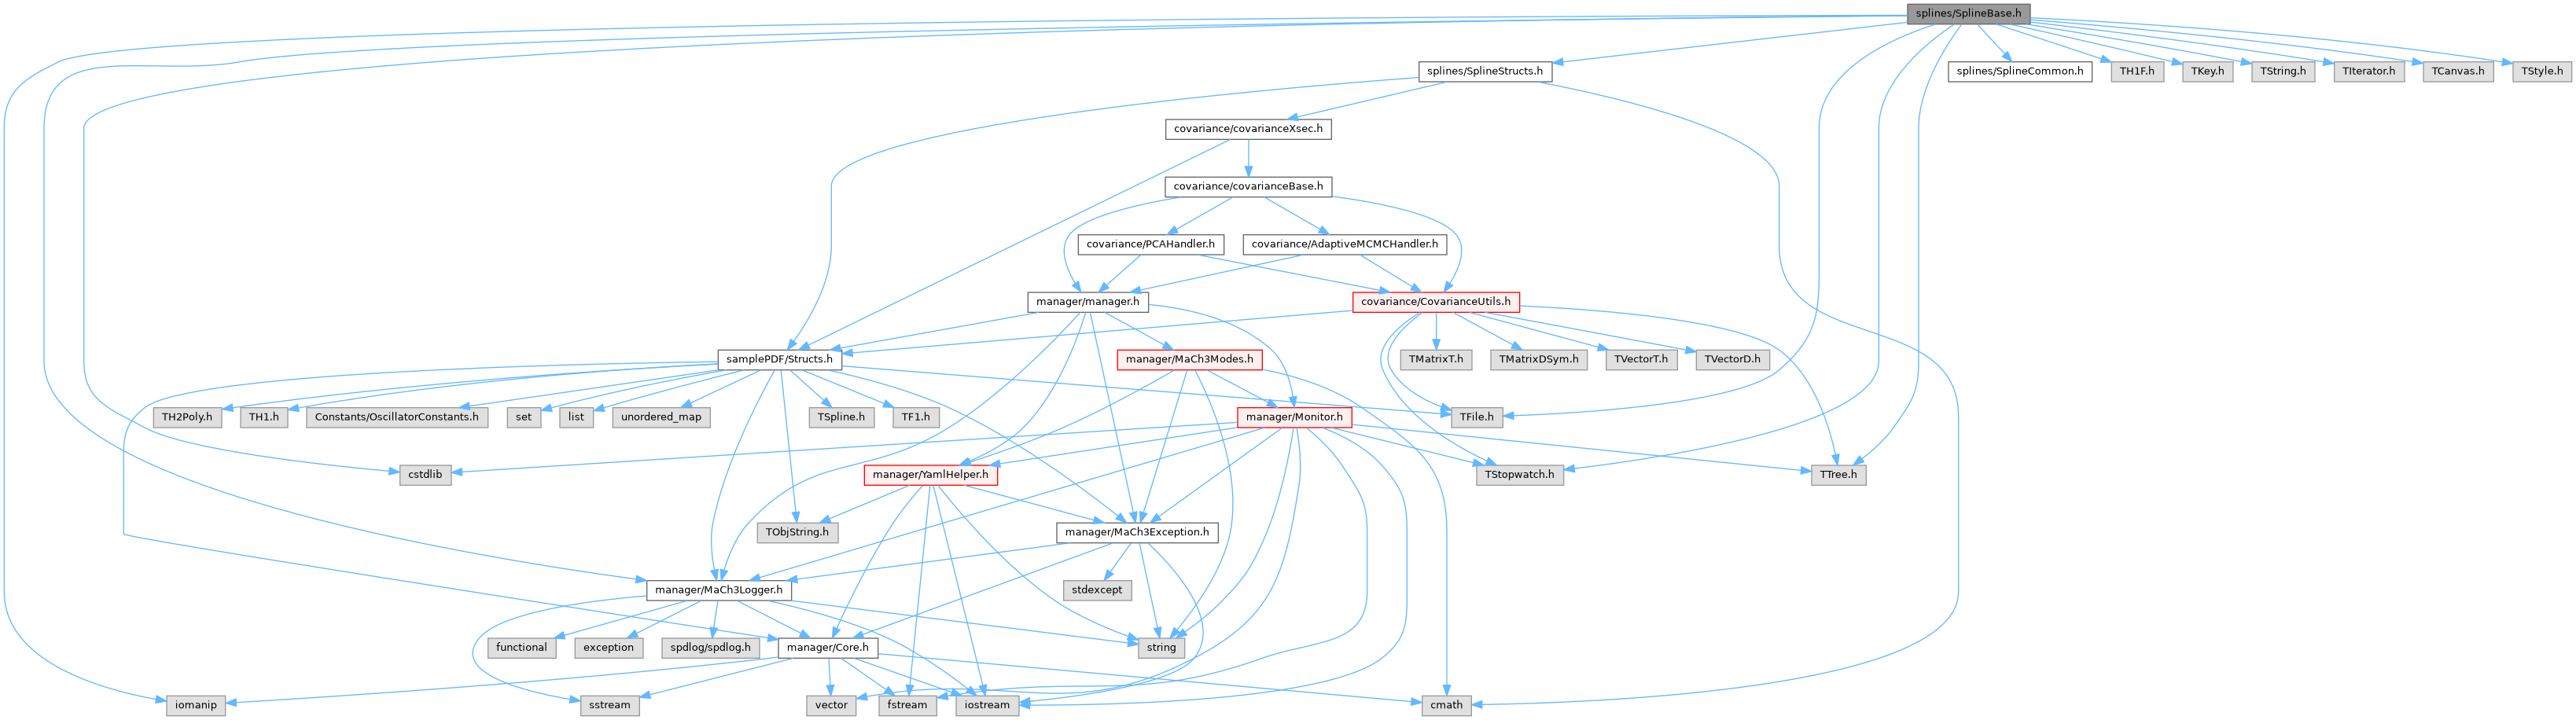 splines/SplineBase.h
splines/SplineStructs.h
splines/SplineCommon.h
TH1F.h
TKey.h
TString.h
TIterator.h
TCanvas.h
TStyle.h
covariance/covarianceXsec.h
covariance/covarianceBase.h
covariance/PCAHandler.h
covariance/AdaptiveMCMCHandler.h
manager/manager.h
covariance/CovarianceUtils.h
samplePDF/Structs.h
manager/MaCh3Modes.h
TMatrixT.h
TMatrixDSym.h
TVectorT.h
TVectorD.h
TH2Poly.h
TH1.h
Constants/OscillatorConstants.h
set
list
unordered_map
TSpline.h
TF1.h
manager/Monitor.h
TFile.h
cstdlib
manager/YamlHelper.h
TStopwatch.h
TTree.h
TObjString.h
manager/MaCh3Exception.h
manager/MaCh3Logger.h
stdexcept
functional
exception
spdlog/spdlog.h
manager/Core.h
string
iomanip
sstream
vector
fstream
iostream
cmath